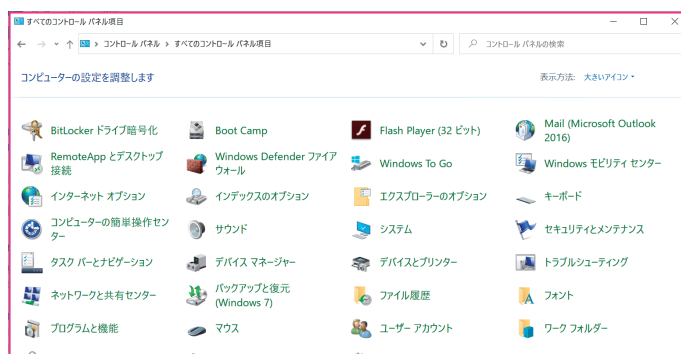 すべてのコントロール パネル項目
コントロール パネル › すべてのコントロール パネル項目
コントロール パネルの検索
コンピューターの設定を調整します
表示方法: 大きいアイコン
BitLocker ドライブ暗号化
Boot Camp
Flash Player (32 ビット)
Mail (Microsoft Outlook
2016)
RemoteApp とデスクトップ
接続
Windows Defender ファイア
ウォール
Windows To Go
Windows モビリティ センター
インターネット オプション
インデックスのオプション
エクスプローラーのオプション
キーボード
コンピューターの簡単操作セン
ター
サウンド
システム
セキュリティとメンテナンス
タスク バーとナビゲーション
デバイス マネージャー
デバイスとプリンター
トラブルシューティング
ネットワークと共有センター
バックアップと復元
(Windows 7)
ファイル履歴
フォント
プログラムと機能
マウス
ユーザー アカウント
ワーク フォルダー